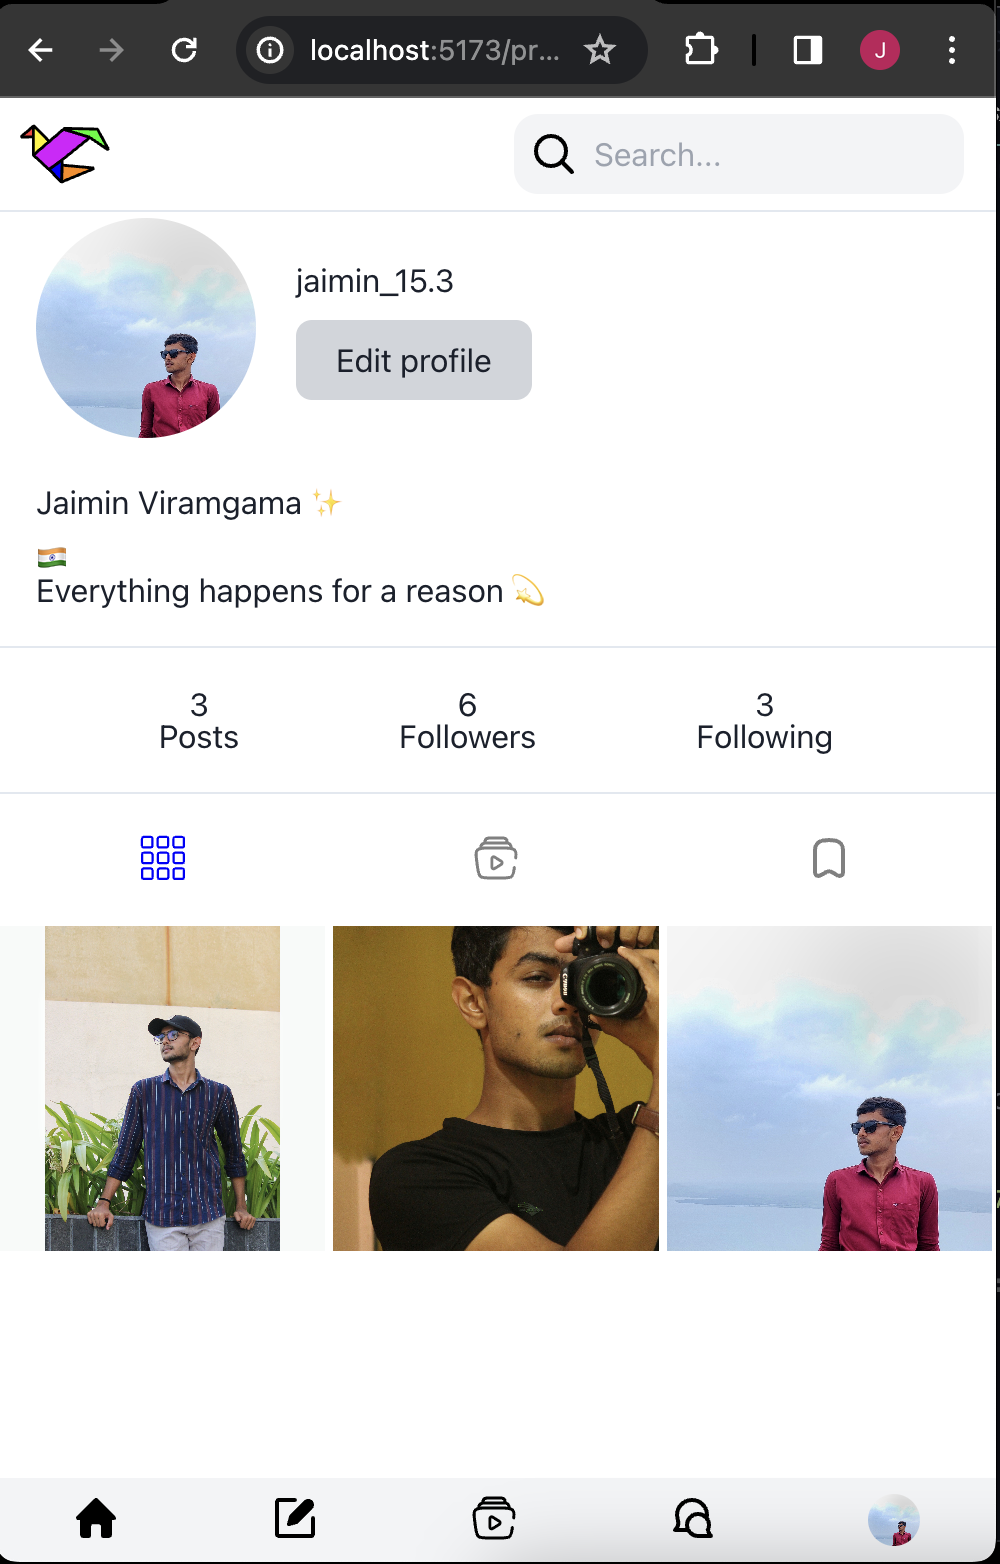 localhost:5173/pr...
J
Search...
jaimin_15.3
Edit profile
Jaimin Viramgama ✨
🇮🇳
Everything happens for a reason 💫
3
Posts
6
Followers
3
Following
Canon